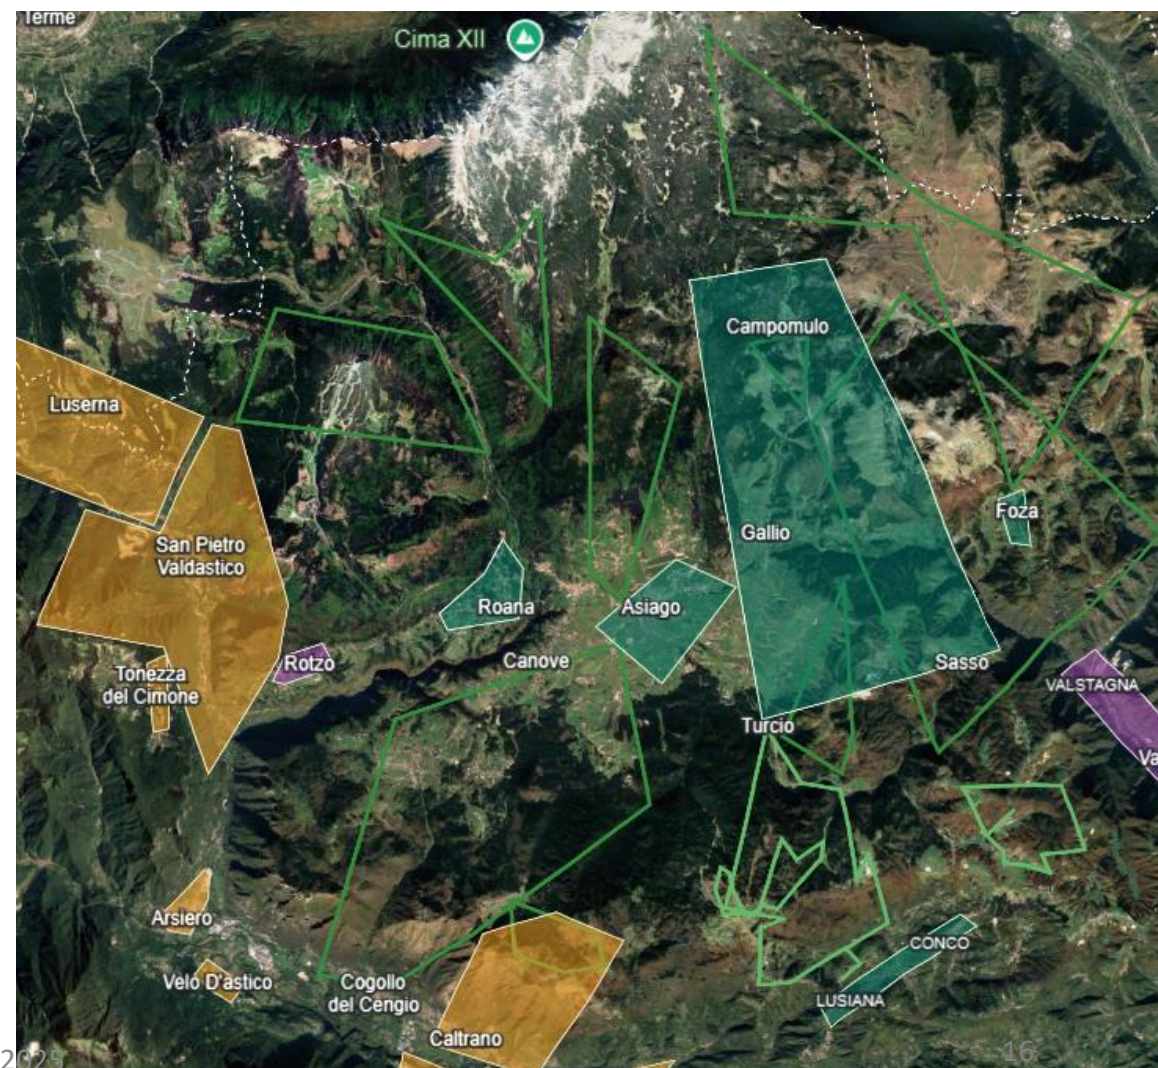 Terme
Cima XII
Campomulo
Luserna
Foza
Gallio
San Pietro
Valdastico
Roana
Asiago
Canove
Rotzo
Sasso
Tonezza
del Cimone
VALSTAGNA
Turcio
Va
Arsiero
CONCO
Velo D'astico
Cogollo
del Cengio
LUSIANA
Caltrano
2025
16